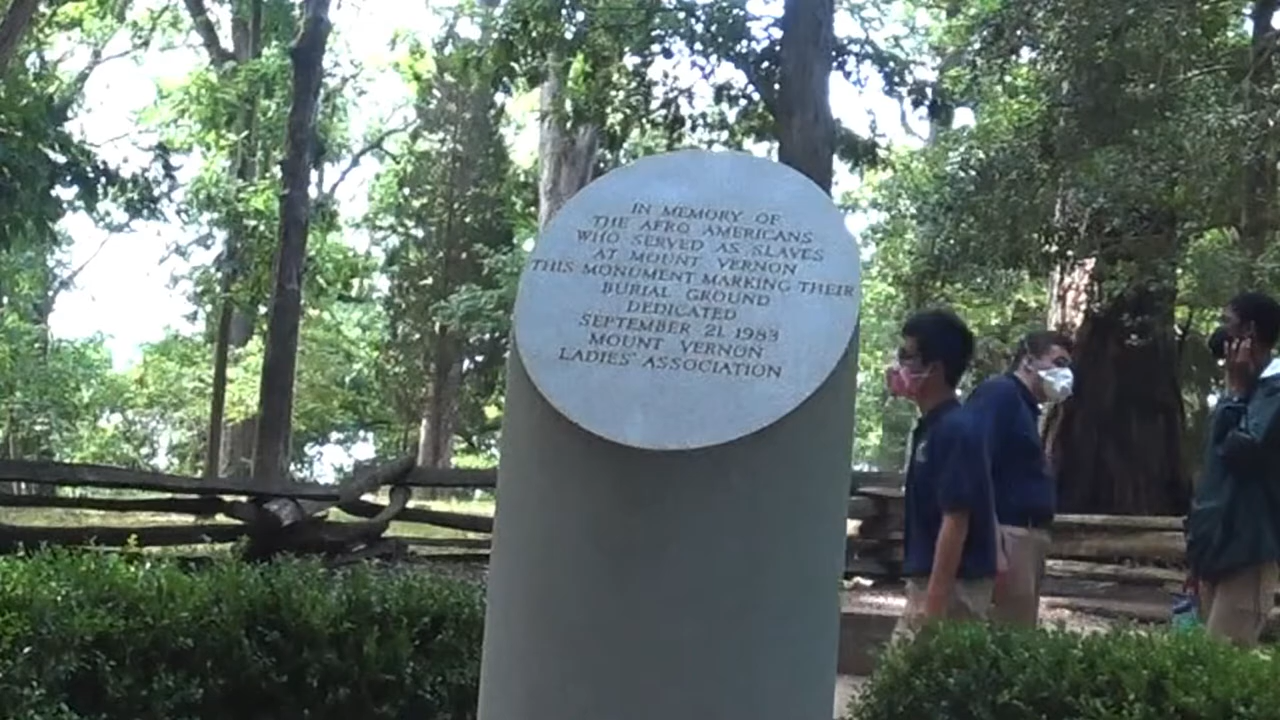 IN MEMORY OF
THE AFRO AMERICANS
WHO SERVED AS SLAVES
AT MOUNT VERNON
THIS MONUMENT MARKING THEIR
BURIAL GROUND
DEDICATED
SEPTEMBER 21, 1983
MOUNT VERNON
LADIES' ASSOCIATION